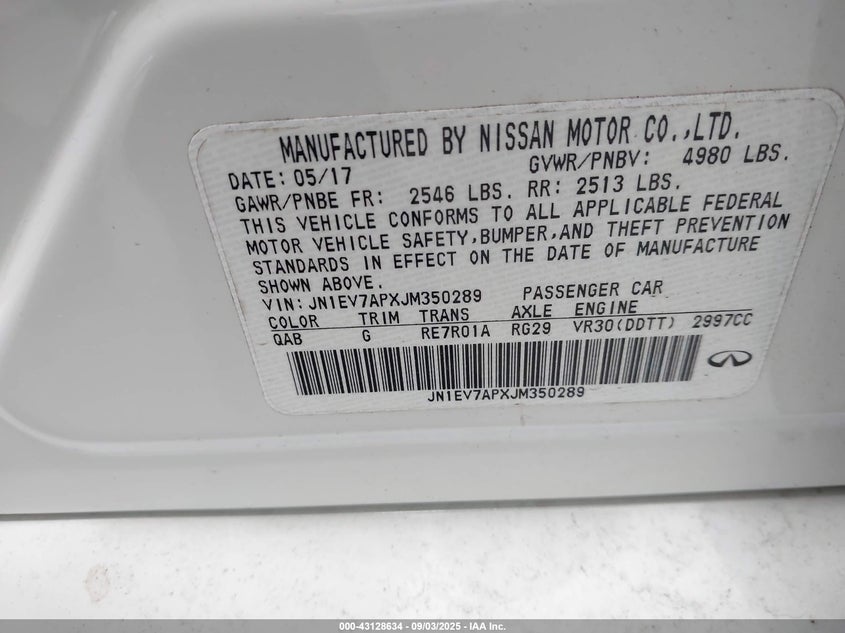 MANUFACTURED BY NISSAN MOTOR CO.,LTD.
DATE: 05/17 GVWR/PNBV: 4980 LBS.
GAWR/PNBE FR: 2546 LBS. RR: 2513 LBS.
THIS VEHICLE CONFORMS TO ALL APPLICABLE FEDERAL
MOTOR VEHICLE SAFETY,BUMPER,AND THEFT PREVENTION
STANDARDS IN EFFECT ON THE DATE OF MANUFACTURE
SHOWN ABOVE.
VIN:JN1EV7APXJM350289 PASSENGER CAR
COLOR TRIM TRANS AXLE ENGINE
QAB G RE7R01A RG29 VR30(DDTT) 2997CC
JN1EV7APXJM350289
000-43128634 - 09/03/2025 - IAA Inc.